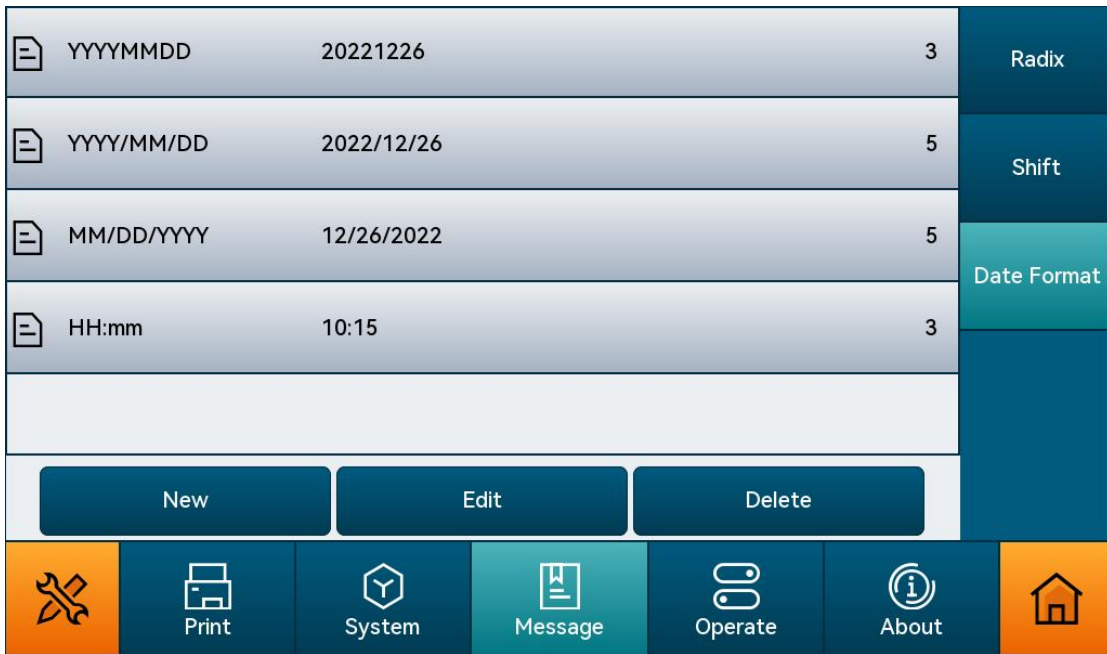 YYYYMMDD 20221226 3
YYYY/MM/DD 2022/12/26 5
MM/DD/YYYY 12/26/2022 5
HH:mm 10:15 3
Radix
Shift
Date Format
New Edit Delete
Print System Message Operate About